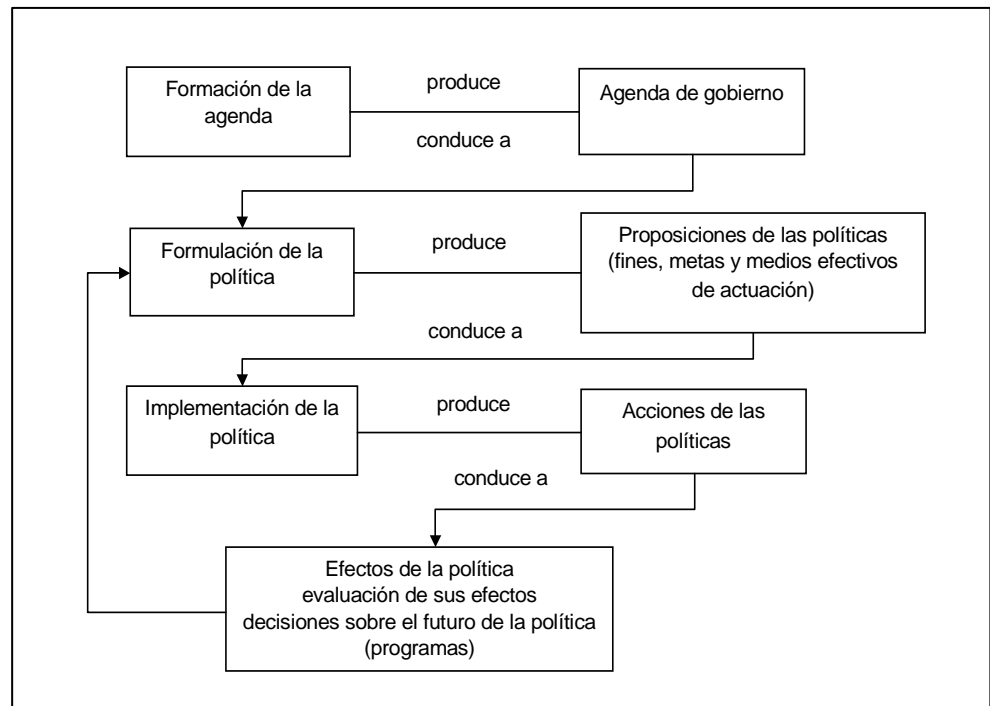 Formación de la
agenda
produce
Agenda de gobierno
conduce a
Formulación de la
política
produce
Proposiciones de las políticas
(fines, metas y medios efectivos
de actuación)
conduce a
Implementación de la
política
produce
Acciones de las
políticas
conduce a
Efectos de la política
evaluación de sus efectos
decisiones sobre el futuro de la política
(programas)